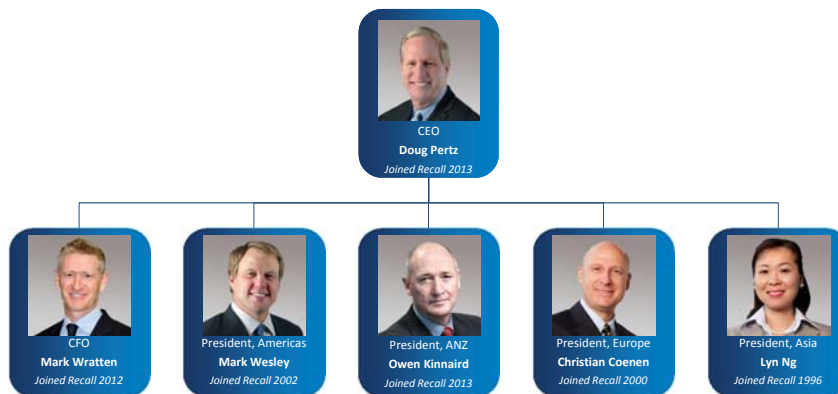 CEO
Doug Pertz
Joined Recall 2013
CFO
Mark Wratten
Joined Recall 2012
President, Americas
Mark Wesley
Joined Recall 2002
President, ANZ
Owen Kinnaird
Joined Recall 2013
President, Europe
Christian Coenen
Joined Recall 2000
President, Asia
Lyn Ng
Joined Recall 1996